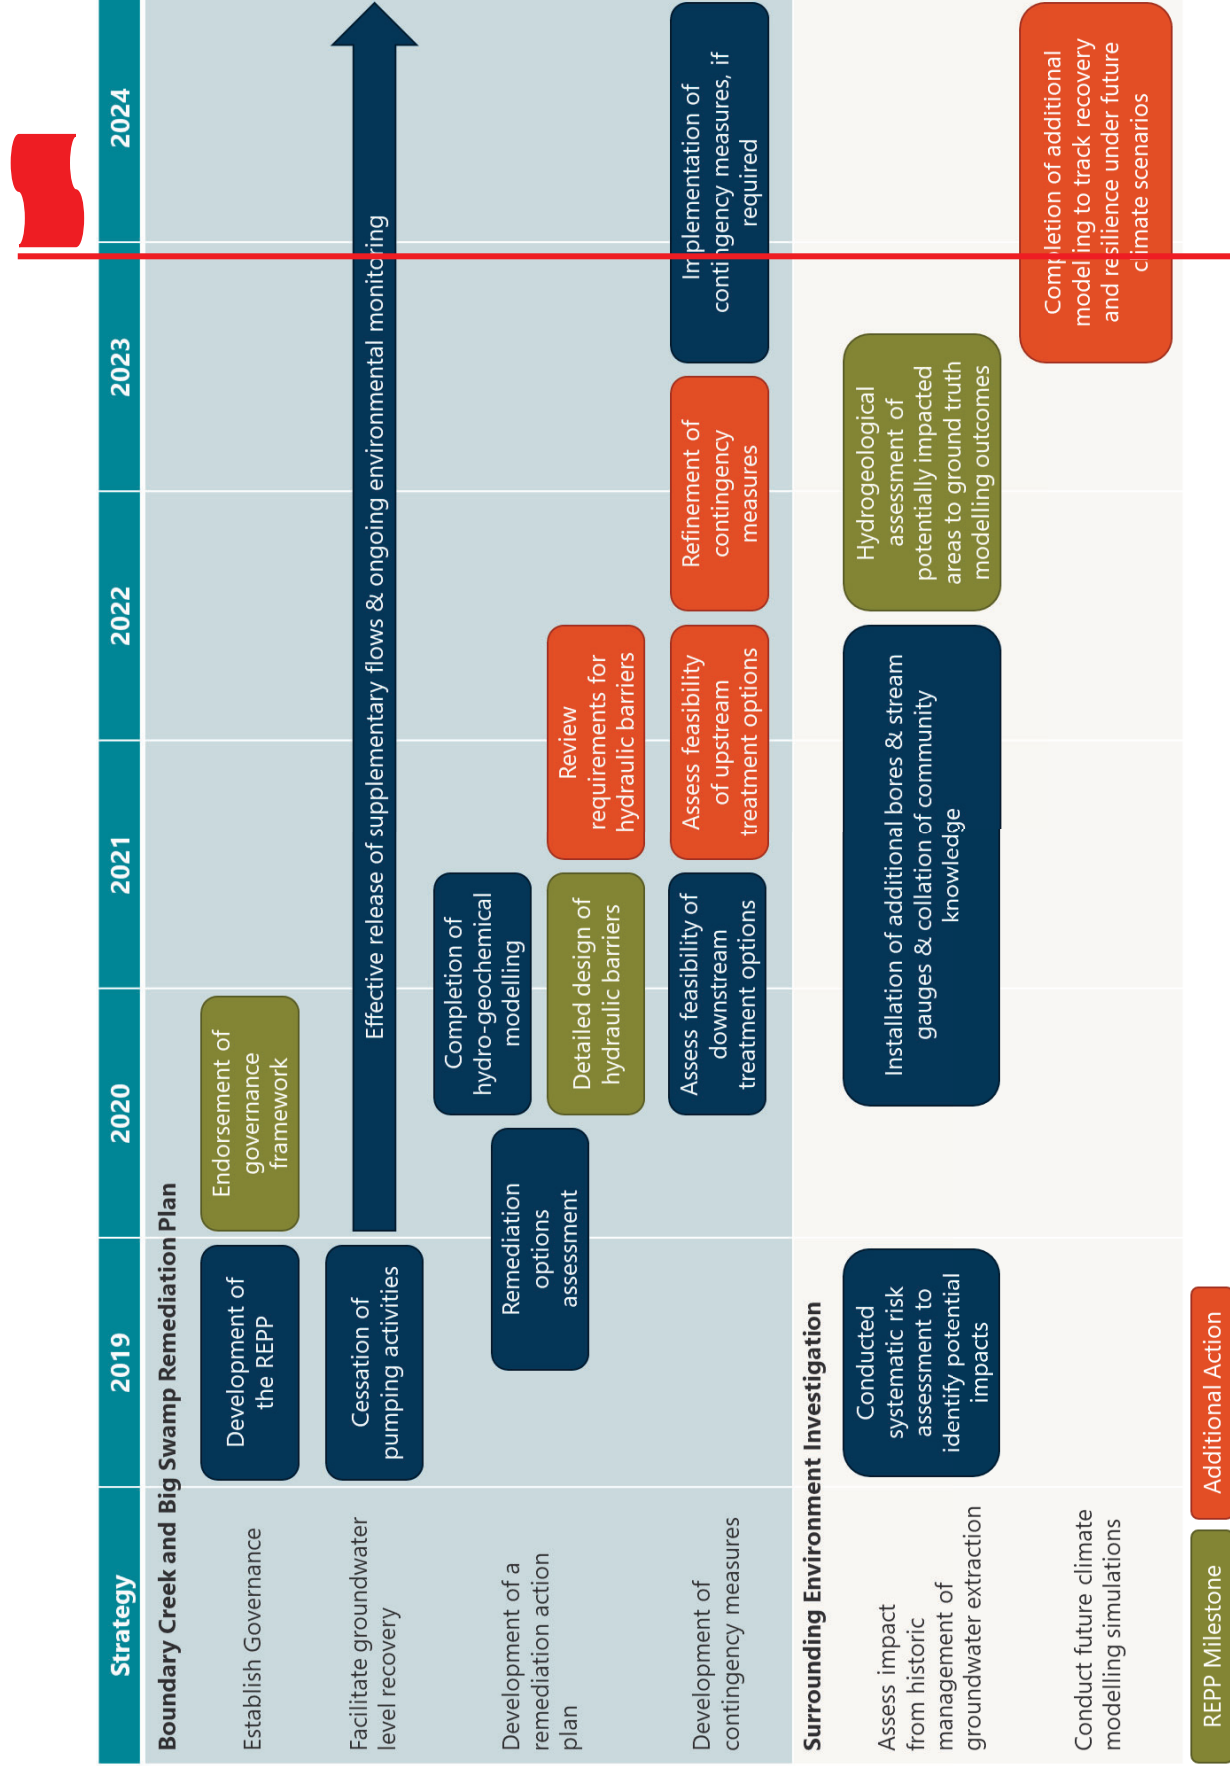 Strategy
2019
2020
2021
2022
2023
2024
Boundary Creek and Big Swamp Remediation Plan
Establish Governance
Development of
the REPP
Endorsement of
governance
framework
Facilitate groundwater
level recovery
Cessation of
pumping activities
Effective release of supplementary flows & ongoing environmental monitoring
Development of a
remediation action
plan
Remediation
options
assessment
Completion of
hydro-geochemical
modelling
Detailed design of
hydraulic barriers
Review
requirements for
hydraulic barriers
Development of
contingency measures
Assess feasibility of
downstream
treatment options
Assess feasibility
of upstream
treatment options
Refinement of
contingency
measures
Implementation of
contingency measures, if
required
Surrounding Environment Investigation
Assess impact
from historic
management of
groundwater extraction
Conducted
systematic risk
assessment to
identify potential
impacts
Installation of additional bores & stream
gauges & collation of community
knowledge
Hydrogeological
assessment of
potentially impacted
areas to ground truth
modelling outcomes
Conduct future climate
modelling simulations
Completion of additional
modelling to track recovery
and resilience under future
climate scenarios
REPP Milestone
Additional Action